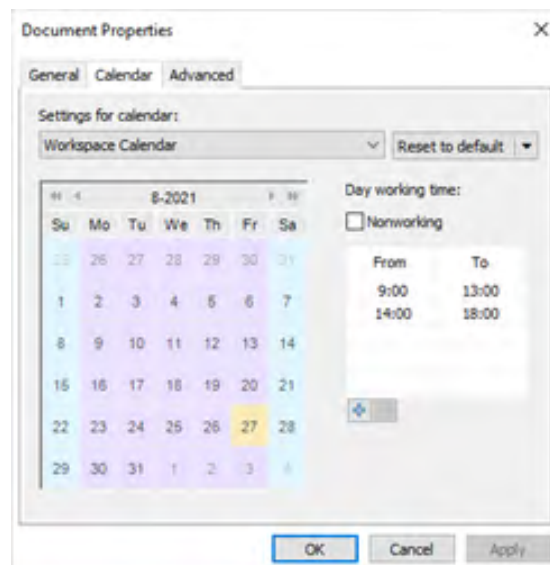 Document Properties
General Calendar Advanced
Settings for calendar:
Workspace Calendar Reset to default
8-2021
Su Mo Tu We Th Fr Sa
25 26 27 28 29 30 31
1 2 3 4 5 6 7
8 9 10 11 12 13 14
15 16 17 18 19 20 21
22 23 24 25 26 27 28
29 30 31 1 2 3 4
Day working time:
Nonworking
From To
9:00 13:00
14:00 18:00
OK Cancel Apply